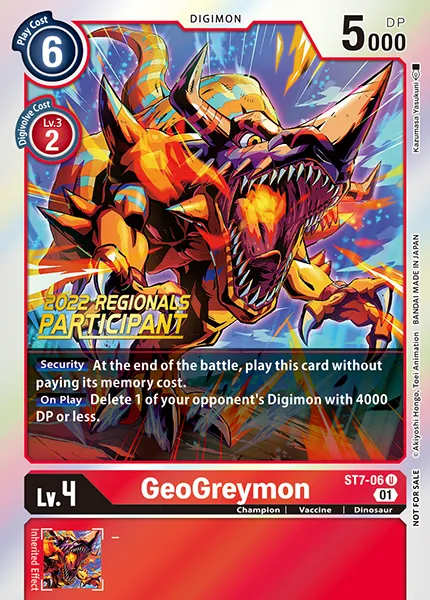 DIGIMON
Play Cost
6
5000
DP
Digivolve Cost
Lv.3
2
Kazumasa Yasukuni
2022 REGIONALS
PARTICIPANT
Security At the end of the battle, play this card without
paying its memory cost.
On Play Delete 1 of your opponent's Digimon with 4000
DP or less.
©Akiyoshi Hongo, Toei Animation BANDAI MADE IN JAPAN
NOT FOR SALE
Lv.4
GeoGreymon
ST7-06 U
01
Champion | Vaccine | Dinosaur
Inherited Effect
–